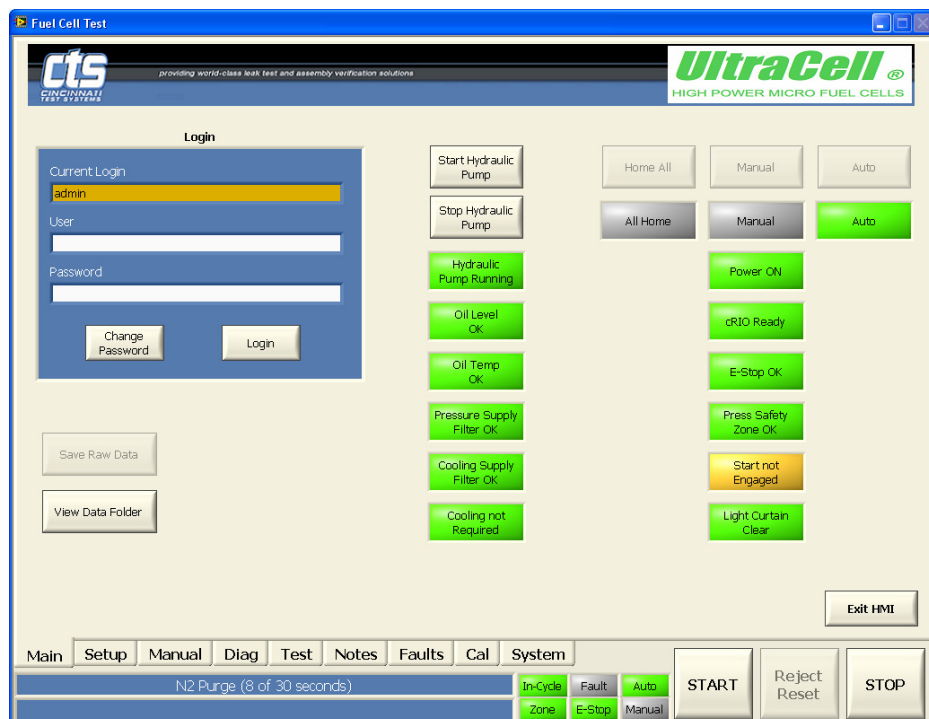 Fuel Cell Test
cts
CINCINNATI
TEST SYSTEMS
providing world-class leak test and assembly verification solutions
UltraCell ®
HIGH POWER MICRO FUEL CELLS
Login
Current Login
admin
User
Password
Change
Password
Login
Save Raw Data
View Data Folder
Start Hydraulic
Pump
Stop Hydraulic
Pump
Hydraulic
Pump Running
Oil Level
OK
Oil Temp
OK
Pressure Supply
Filter OK
Cooling Supply
Filter OK
Cooling not
Required
Home All
Manual
Auto
All Home
Manual
Auto
Power ON
cRIO Ready
E-Stop OK
Press Safety
Zone OK
Start not
Engaged
Light Curtain
Clear
Exit HMI
Main
Setup
Manual
Diag
Test
Notes
Faults
Cal
System
N2 Purge (8 of 30 seconds)
In-Cycle
Fault
Auto
Zone
E-Stop
Manual
START
Reject
Reset
STOP